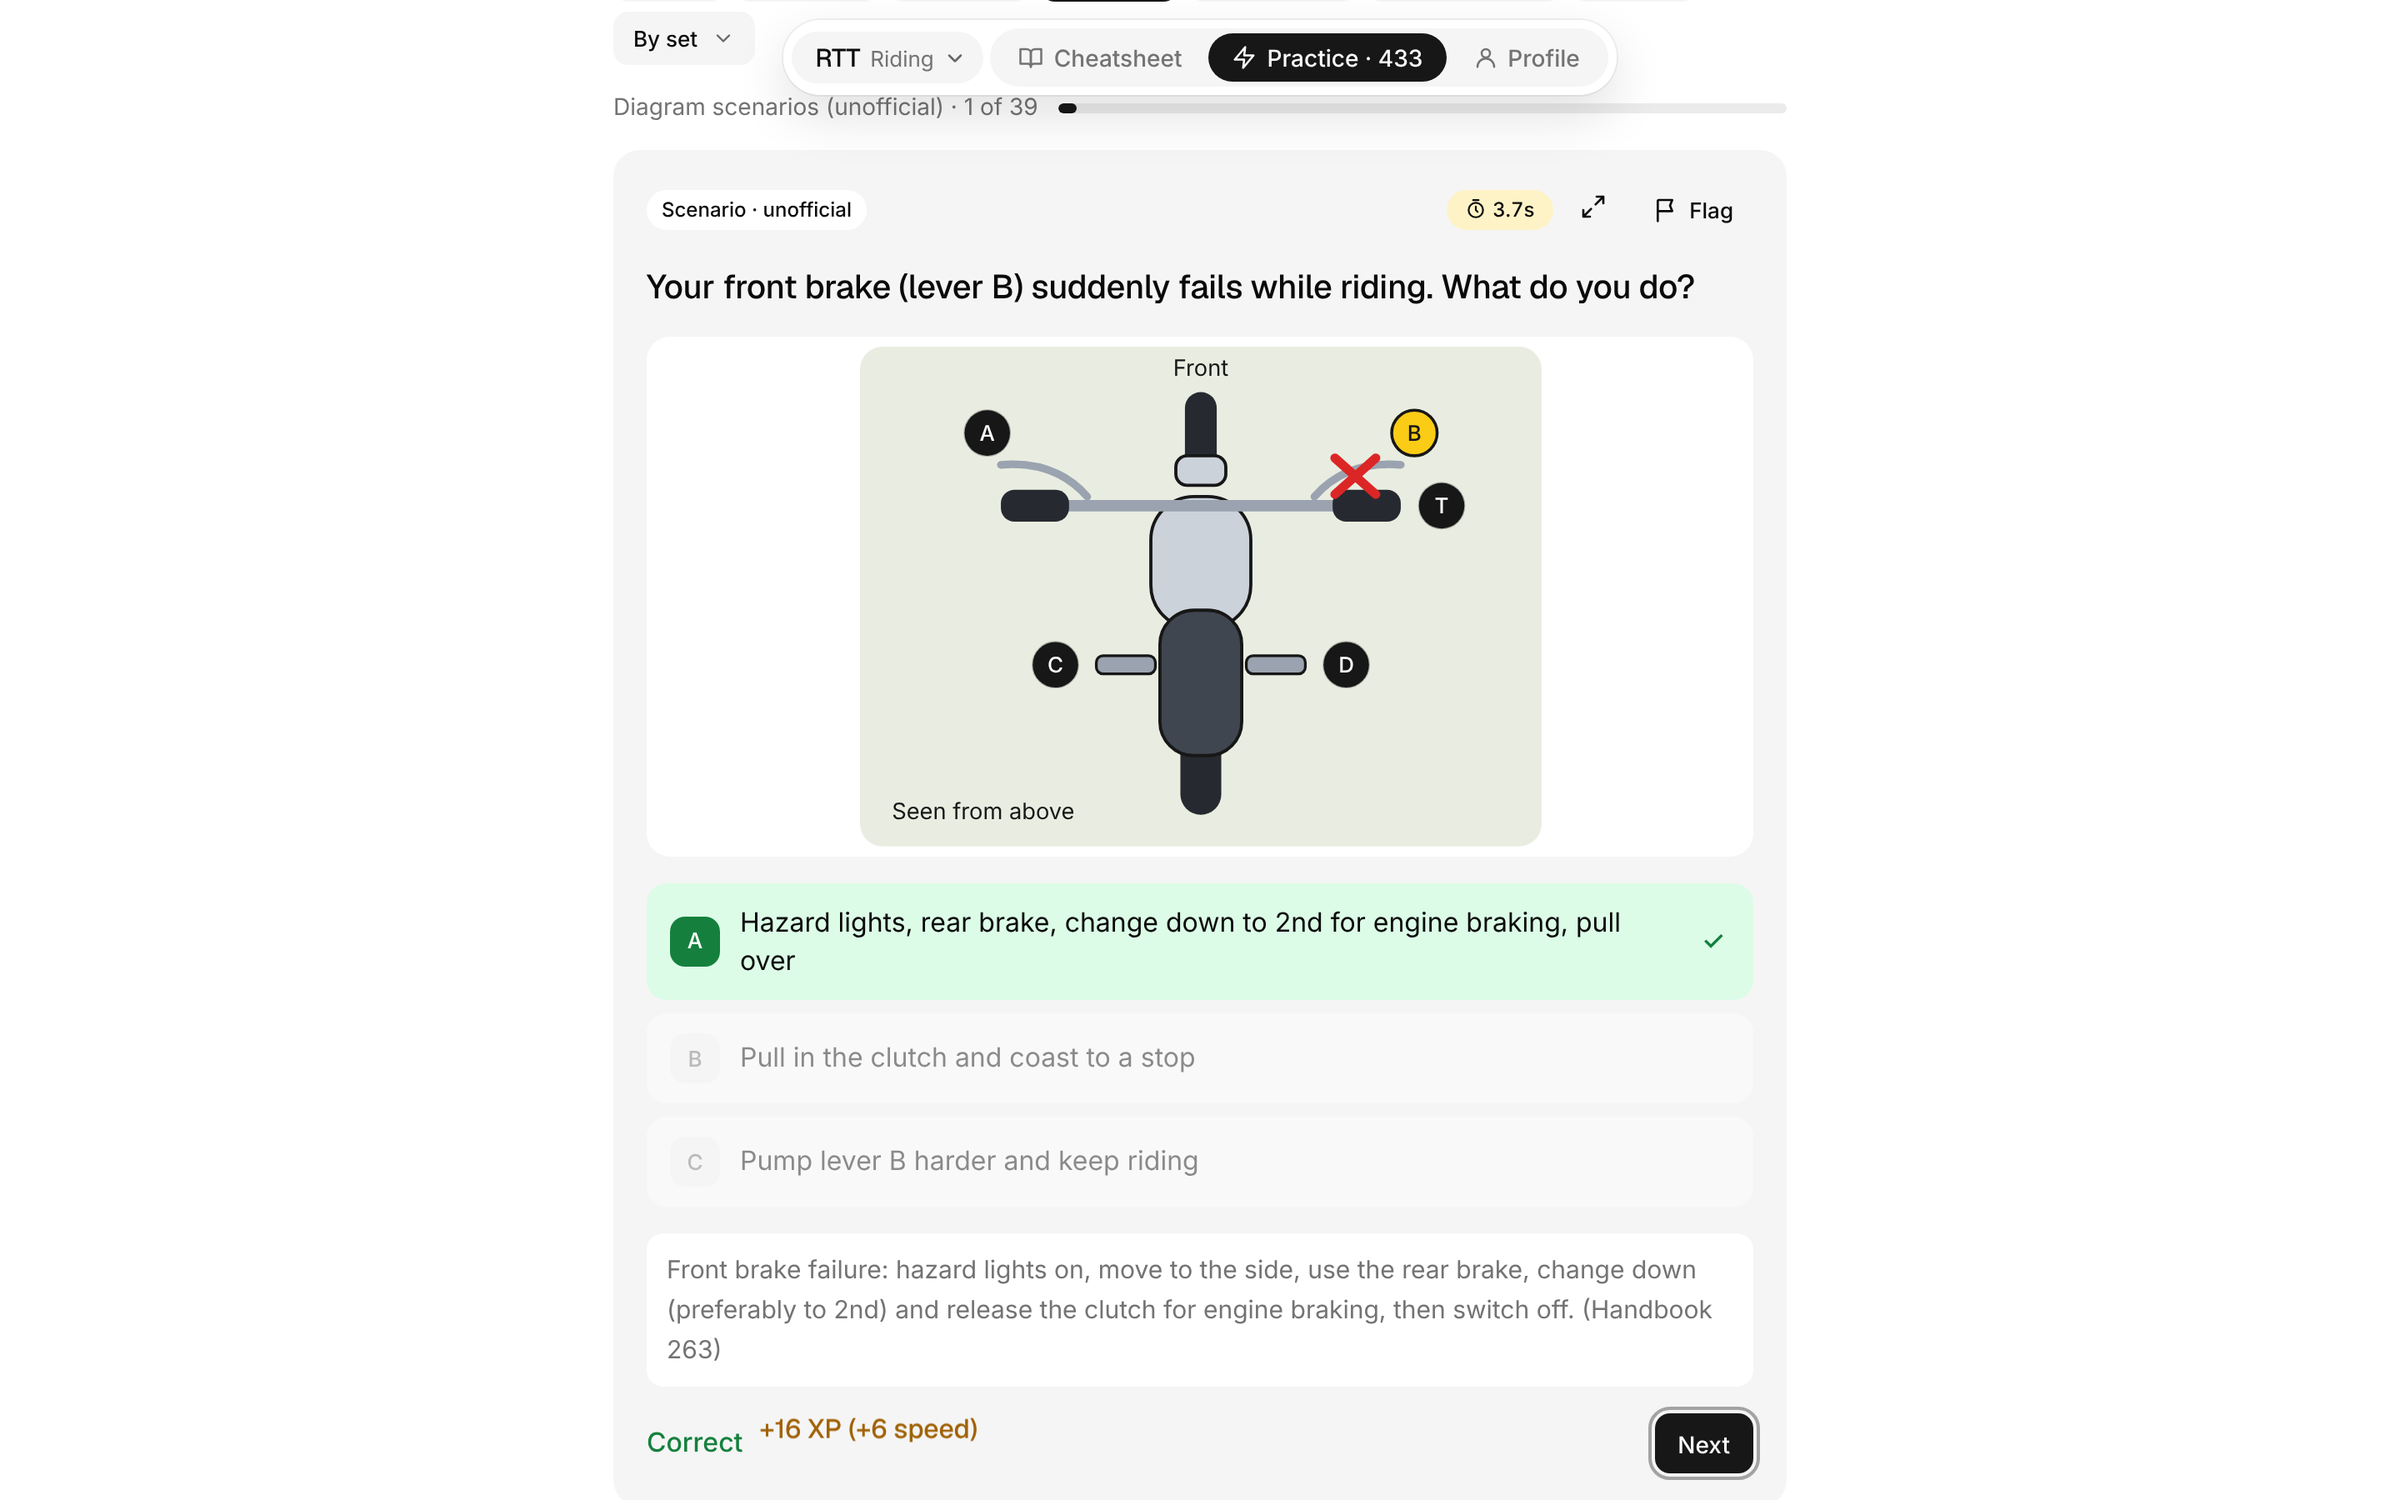 By set
RTT Riding
Cheatsheet
Practice · 433
Profile
Diagram scenarios (unofficial) · 1 of 39
Scenario · unofficial
3.7s
Flag
Your front brake (lever B) suddenly fails while riding. What do you do?
Front
A
B
T
C
D
Seen from above
A
Hazard lights, rear brake, change down to 2nd for engine braking, pull
over
B
Pull in the clutch and coast to a stop
C
Pump lever B harder and keep riding
Front brake failure: hazard lights on, move to the side, use the rear brake, change down
(preferably to 2nd) and release the clutch for engine braking, then switch off. (Handbook
263)
Correct
+16 XP (+6 speed)
Next